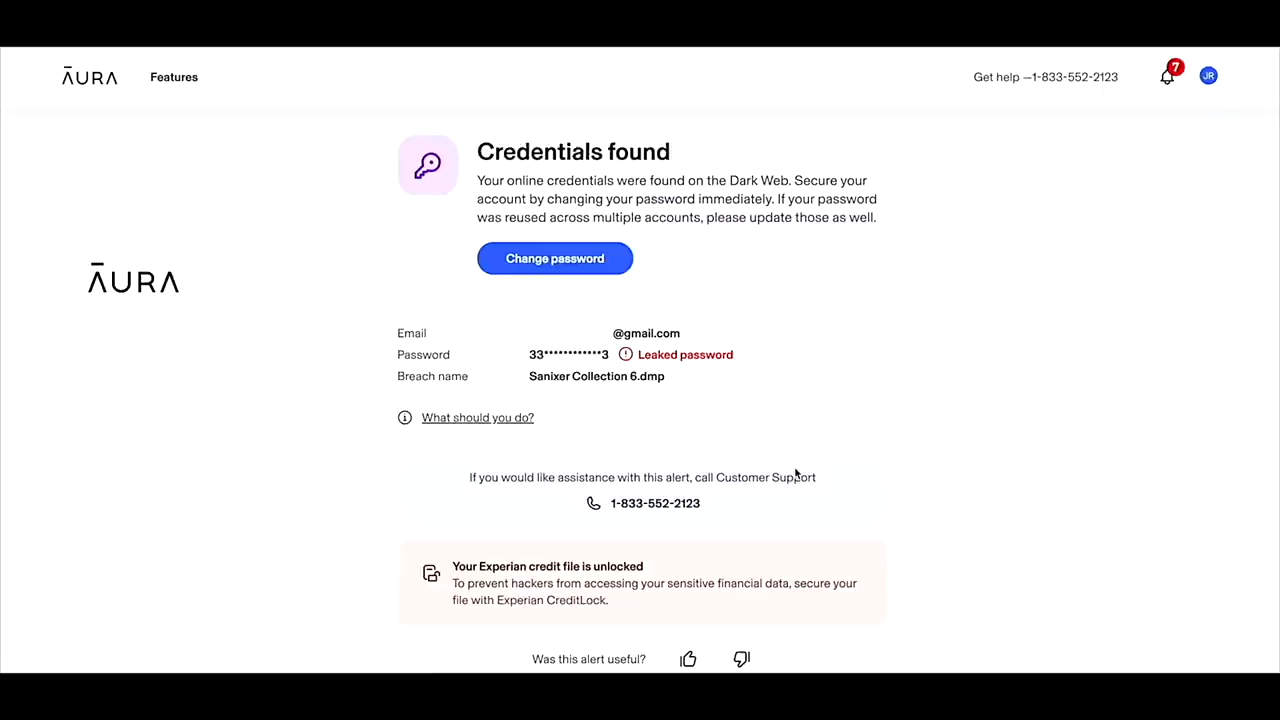 ĀURA
Features
Get help –1-833-552-2123
7
JR
Credentials found
Your online credentials were found on the Dark Web. Secure your
account by changing your password immediately. If your password
was reused across multiple accounts, please update those as well.
Change password
ĀURA
Email @gmail.com
Password 33************3 Leaked password
Breach name Sanixer Collection 6.dmp
What should you do?
If you would like assistance with this alert, call Customer Support
1-833-552-2123
Your Experian credit file is unlocked
To prevent hackers from accessing your sensitive financial data, secure your
file with Experian CreditLock.
Was this alert useful?